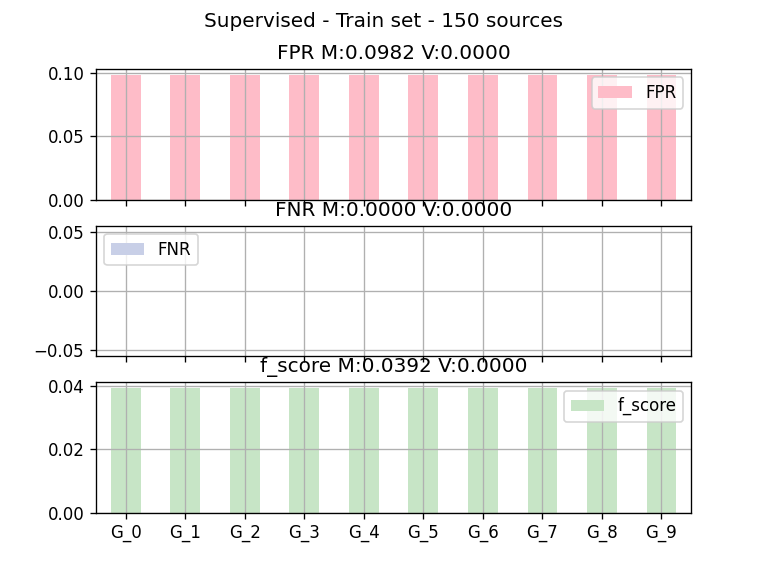 Supervised - Train set - 150 sources
FPR M:0.0982 V:0.0000
0.10
0.05
0.00
FPR
FNR M:0.0000 V:0.0000
0.05
0.00
−0.05
FNR
f_score M:0.0392 V:0.0000
0.04
0.02
0.00
f_score
G_0 G_1 G_2 G_3 G_4 G_5 G_6 G_7 G_8 G_9